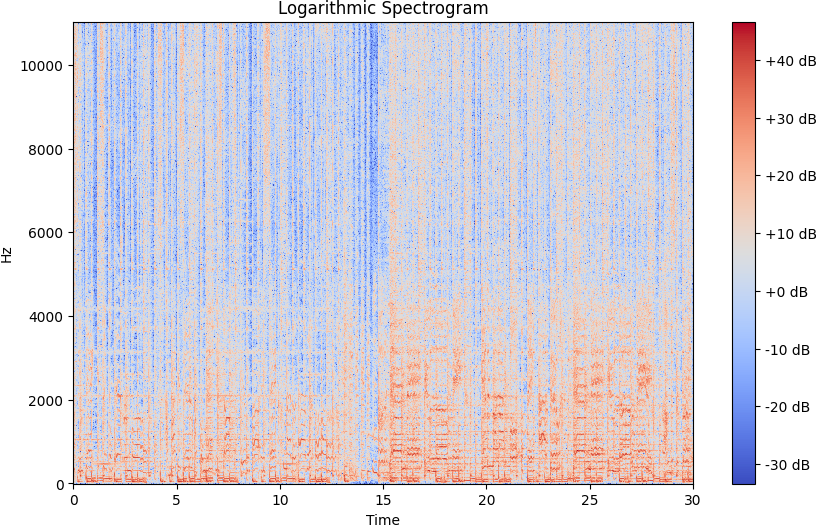 Logarithmic Spectrogram
Hz
10000
8000
6000
4000
2000
0
0 5 10 15 20 25 30
Time
+40 dB
+30 dB
+20 dB
+10 dB
+0 dB
-10 dB
-20 dB
-30 dB